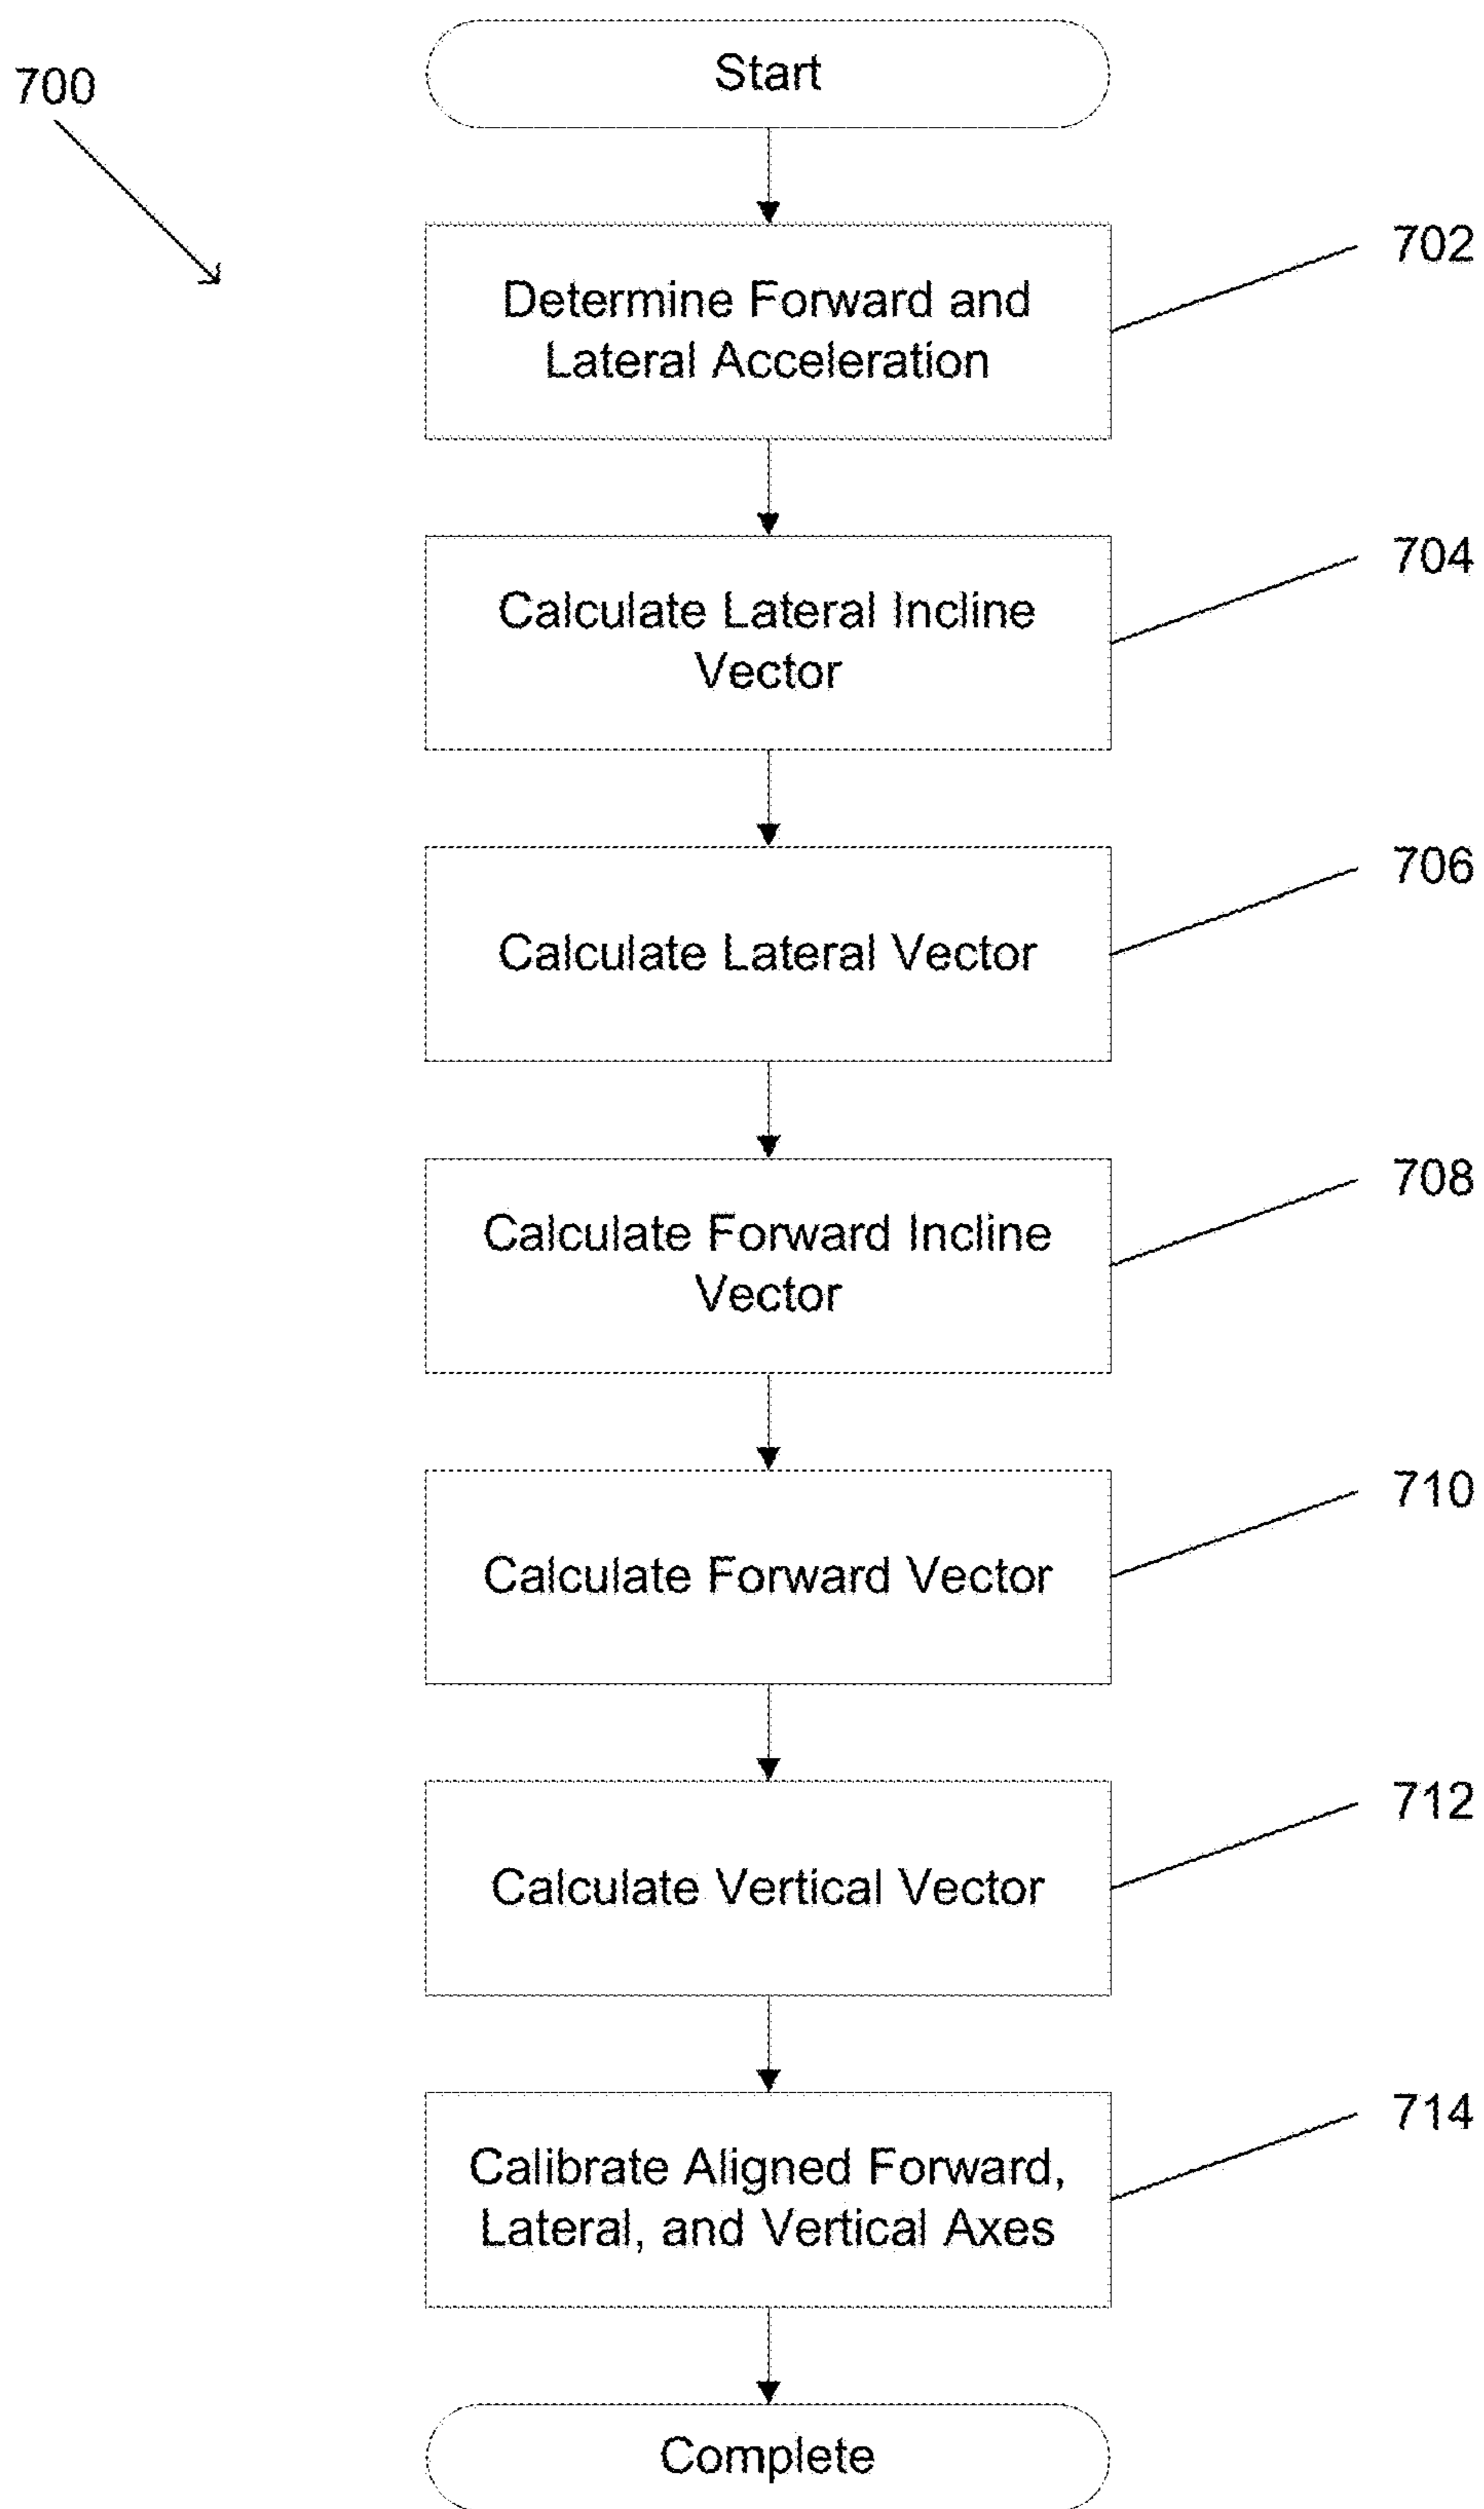 Start
700
702
Determine Forward and
Lateral Acceleration
704
Calculate Lateral Incline
Vector
706
Calculate Lateral Vector
708
Calculate Forward Incline
Vector
710
Calculate Forward Vector
712
Calculate Vertical Vector
714
Calibrate Aligned Forward,
Lateral, and Vertical Axes
Complete